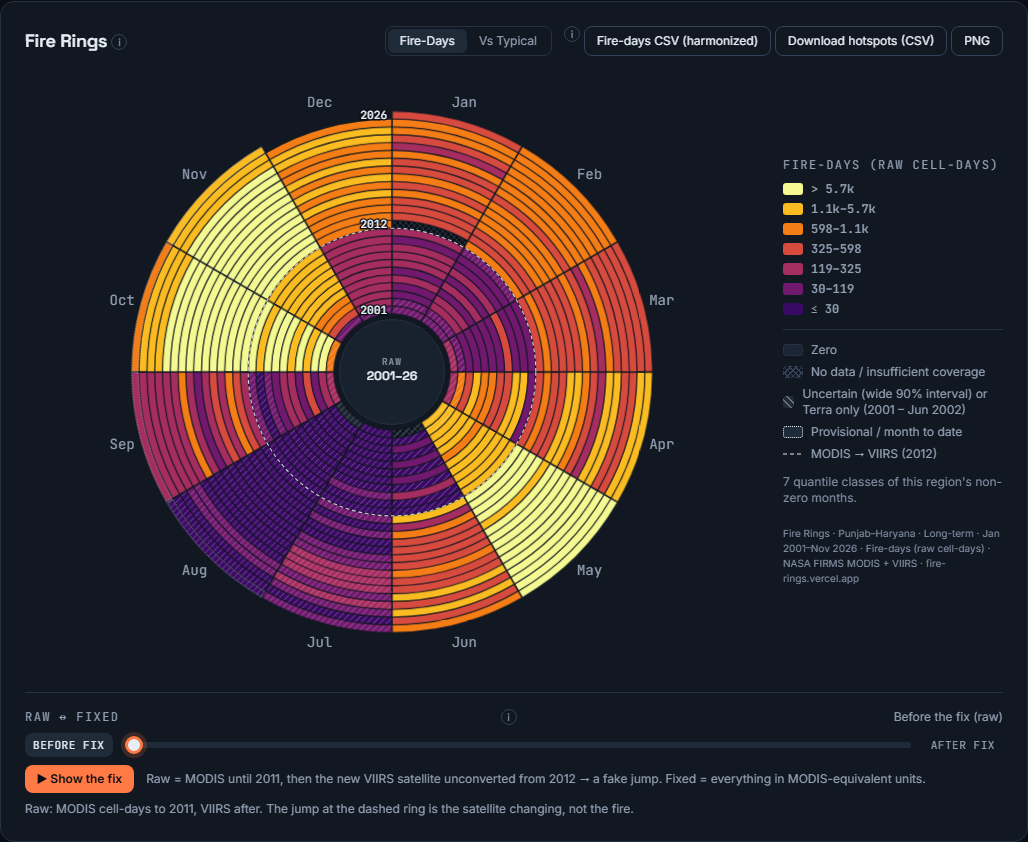 Fire Rings
Fire-Days
Vs Typical
Fire-days CSV (harmonized)
Download hotspots (CSV)
PNG
Dec
2026
Jan
Nov
Feb
2012
Oct
2001
Mar
RAW
2001–26
Sep
Apr
Aug
May
Jul
Jun
FIRE-DAYS (RAW CELL-DAYS)
> 5.7k
1.1k–5.7k
598–1.1k
325–598
119–325
30–119
≤ 30
Zero
No data / insufficient coverage
Uncertain (wide 90% interval) or
Terra only (2001 – Jun 2002)
Provisional / month to date
MODIS → VIIRS (2012)
7 quantile classes of this region's non-
zero months.
Fire Rings · Punjab–Haryana · Long-term · Jan
2001–Nov 2026 · Fire-days (raw cell-days) ·
NASA FIRMS MODIS + VIIRS · fire-
rings.vercel.app
RAW ↔ FIXED
Before the fix (raw)
BEFORE FIX
AFTER FIX
▶ Show the fix
Raw = MODIS until 2011, then the new VIIRS satellite unconverted from 2012 → a fake jump. Fixed = everything in MODIS-equivalent units.
Raw: MODIS cell-days to 2011, VIIRS after. The jump at the dashed ring is the satellite changing, not the fire.